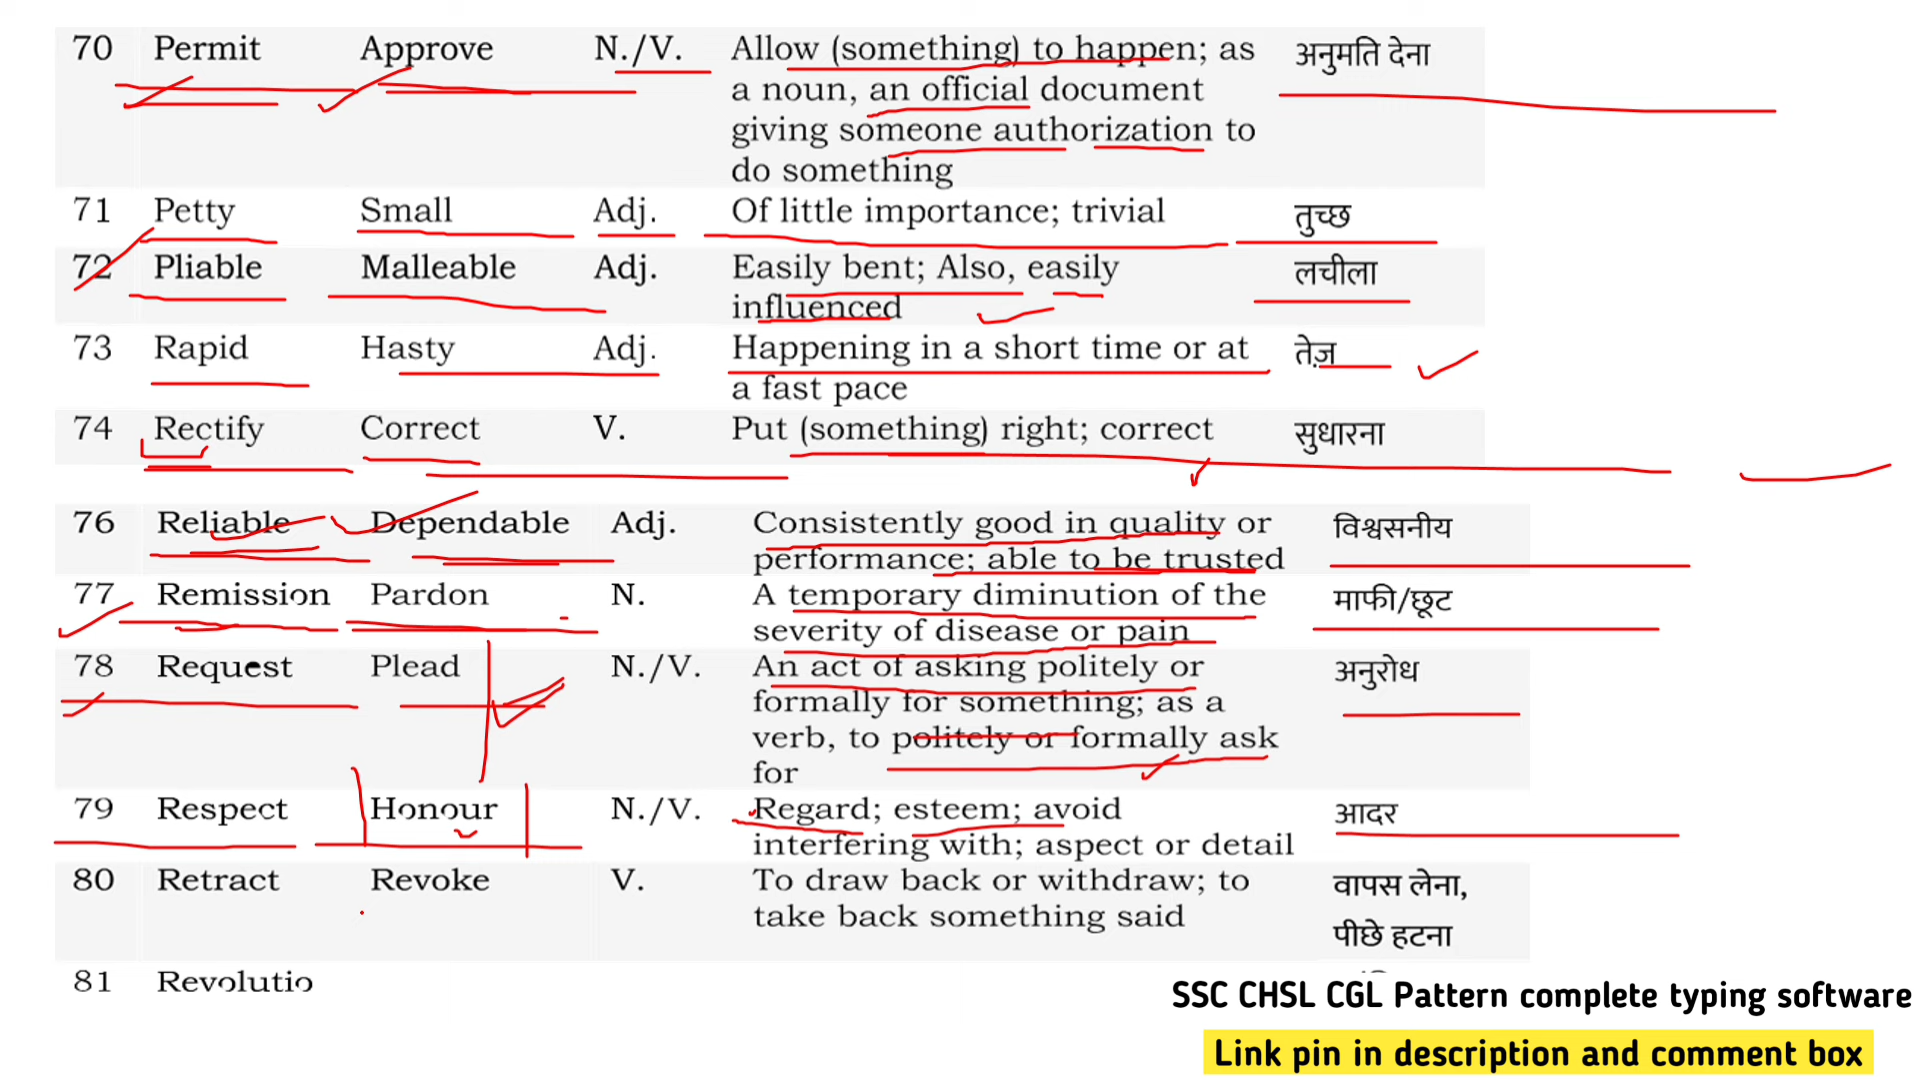 70 Permit Approve N./V. Allow (something) to happen; as अनुमति देना
a noun, an official document
giving someone authorization to
do something
71 Petty Small Adj. Of little importance; trivial तुच्छ
72 Pliable Malleable Adj. Easily bent; Also, easily लचीला
influenced
73 Rapid Hasty Adj. Happening in a short time or at तेज़
a fast pace
74 Rectify Correct V. Put (something) right; correct सुधारना
76 Reliable Dependable Adj. Consistently good in quality or विश्वसनीय
performance; able to be trusted
77 Remission Pardon N. A temporary diminution of the माफी/छूट
severity of disease or pain
78 Request Plead N./V. An act of asking politely or अनुरोध
formally for something; as a
verb, to politely or formally ask
for
79 Respect Honour N./V. Regard; esteem; avoid आदर
interfering with; aspect or detail
80 Retract Revoke V. To draw back or withdraw; to वापस लेना,
take back something said पीछे हटना
81 Revolutio
SSC CHSL CGL Pattern complete typing software
Link pin in description and comment box